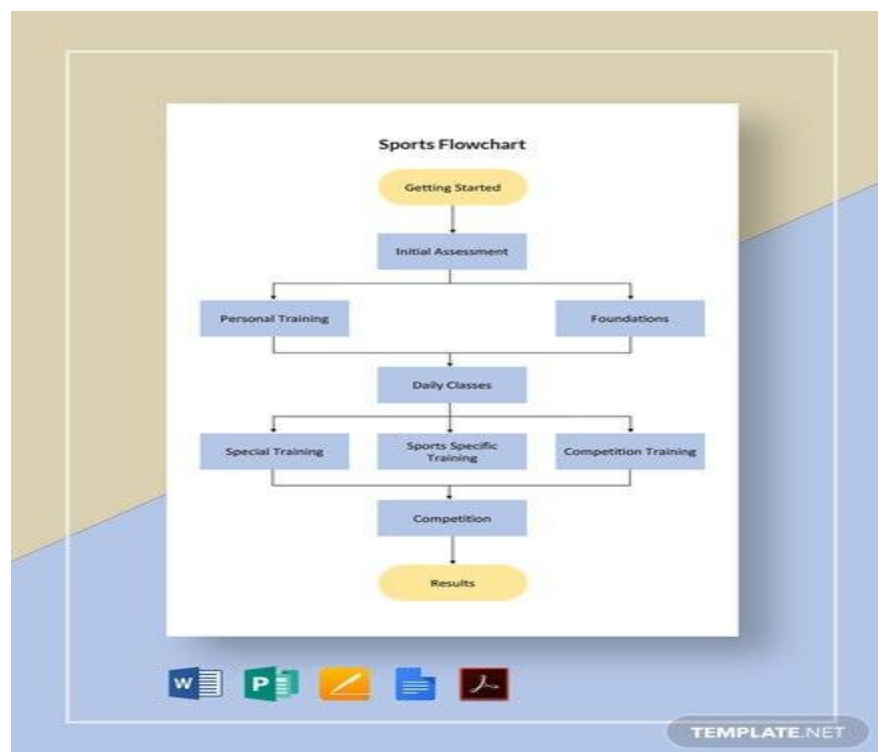 Sports Flowchart
Getting Started
Initial Assessment
Personal Training
Foundations
Daily Classes
Special Training
Sports Specific
Training
Competition Training
Competition
Results
W
P
TEMPLATE.NET